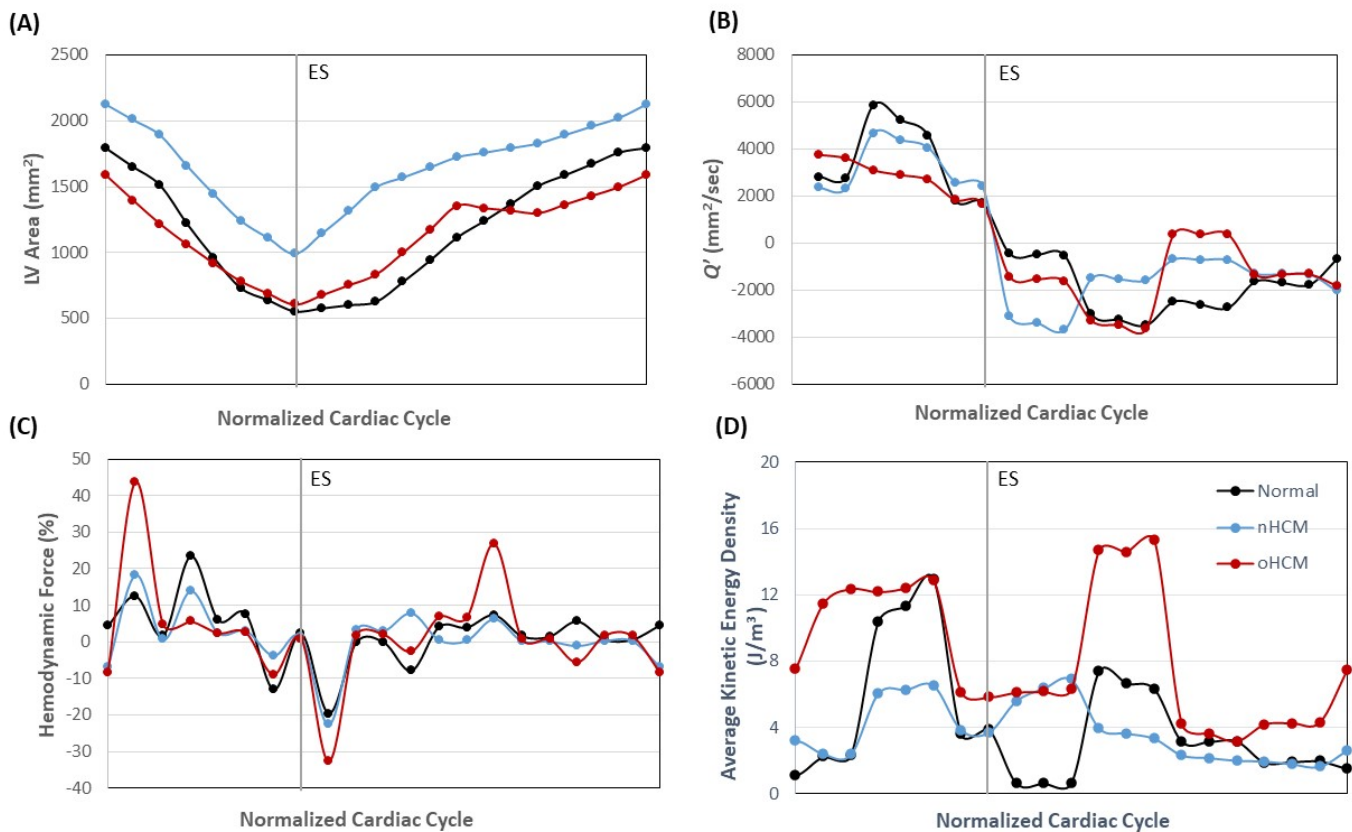 (A)
2500
2000
1500
1000
500
0
LV Area (mm²)
ES
Normalized Cardiac Cycle
(B)
8000
6000
4000
2000
0
-2000
-4000
-6000
Q' (mm²/sec)
ES
Normalized Cardiac Cycle
(C)
50
40
30
20
10
0
-10
-20
-30
-40
Hemodynamic Force (%)
ES
Normalized Cardiac Cycle
(D)
20
16
12
8
4
0
Average Kinetic Energy Density
(J/m³)
ES
Normal
nHCM
oHCM
Normalized Cardiac Cycle